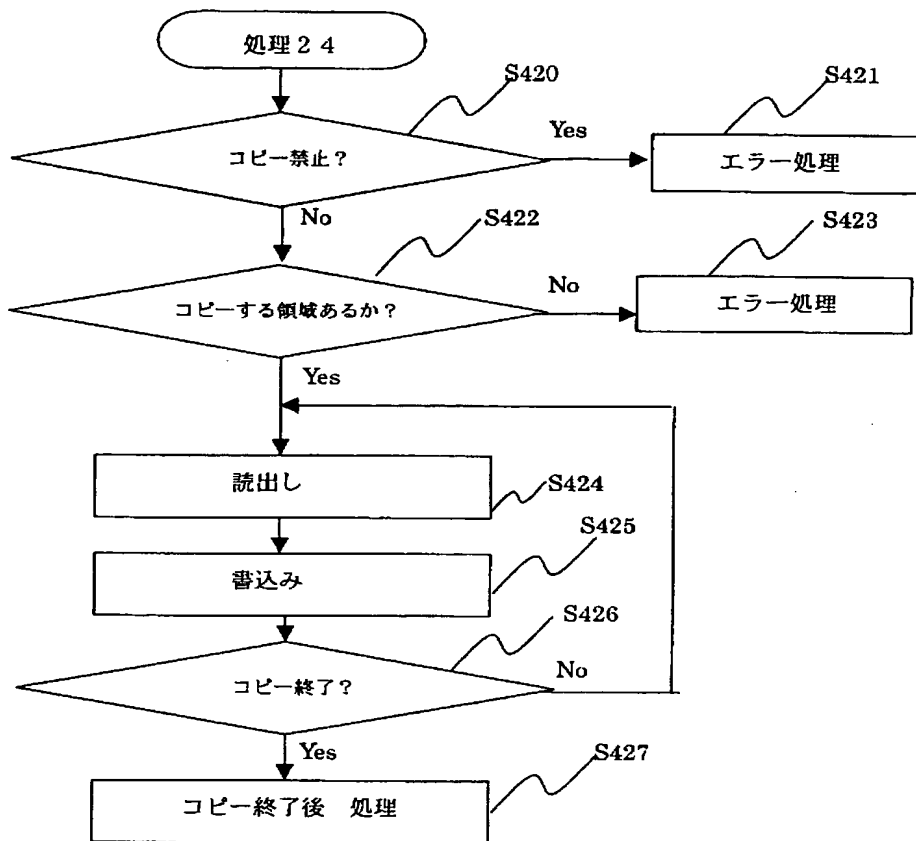 処理２４
S420
S421
コピー禁止？
Yes
エラー処理
No
S422
S423
コピーする領域あるか？
No
エラー処理
Yes
読出し
S424
S425
書込み
S426
コピー終了？
No
Yes
S427
コピー終了後　処理